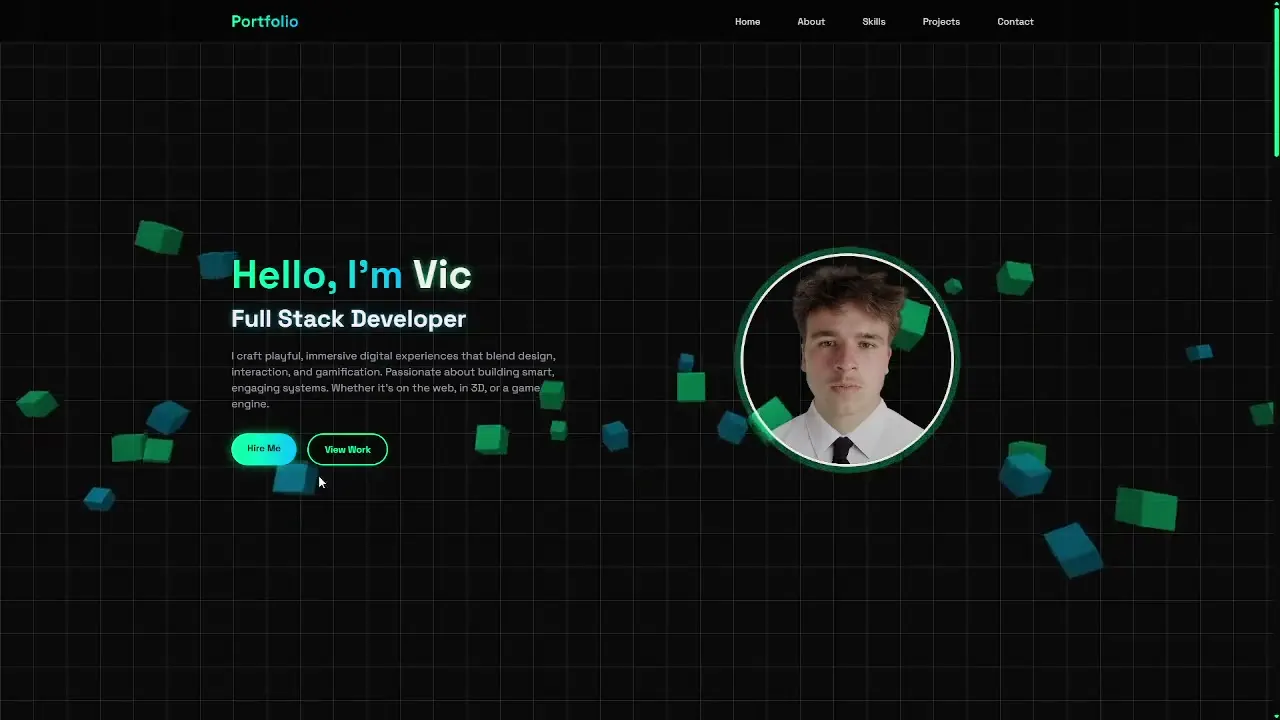 Portfolio
Home About Skills Projects Contact
Hello, I'm Vic
Full Stack Developer
I craft playful, immersive digital experiences that blend design,
interaction, and gamification. Passionate about building smart,
engaging systems. Whether it's on the web, in 3D, or a game
engine.
Hire Me View Work